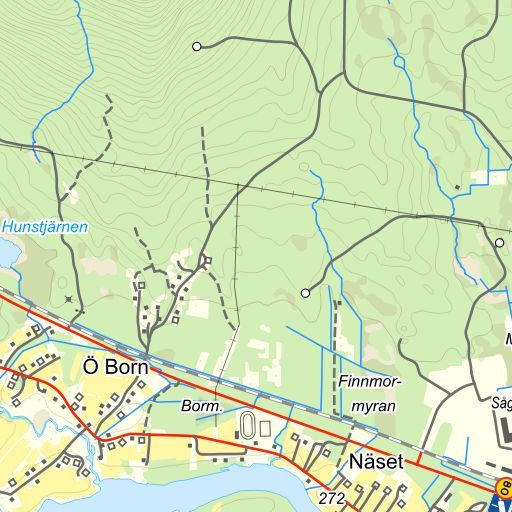 Hunstjärnen
Ö Born
Finnmor-
myran
Borm.
Näset
272
Såg